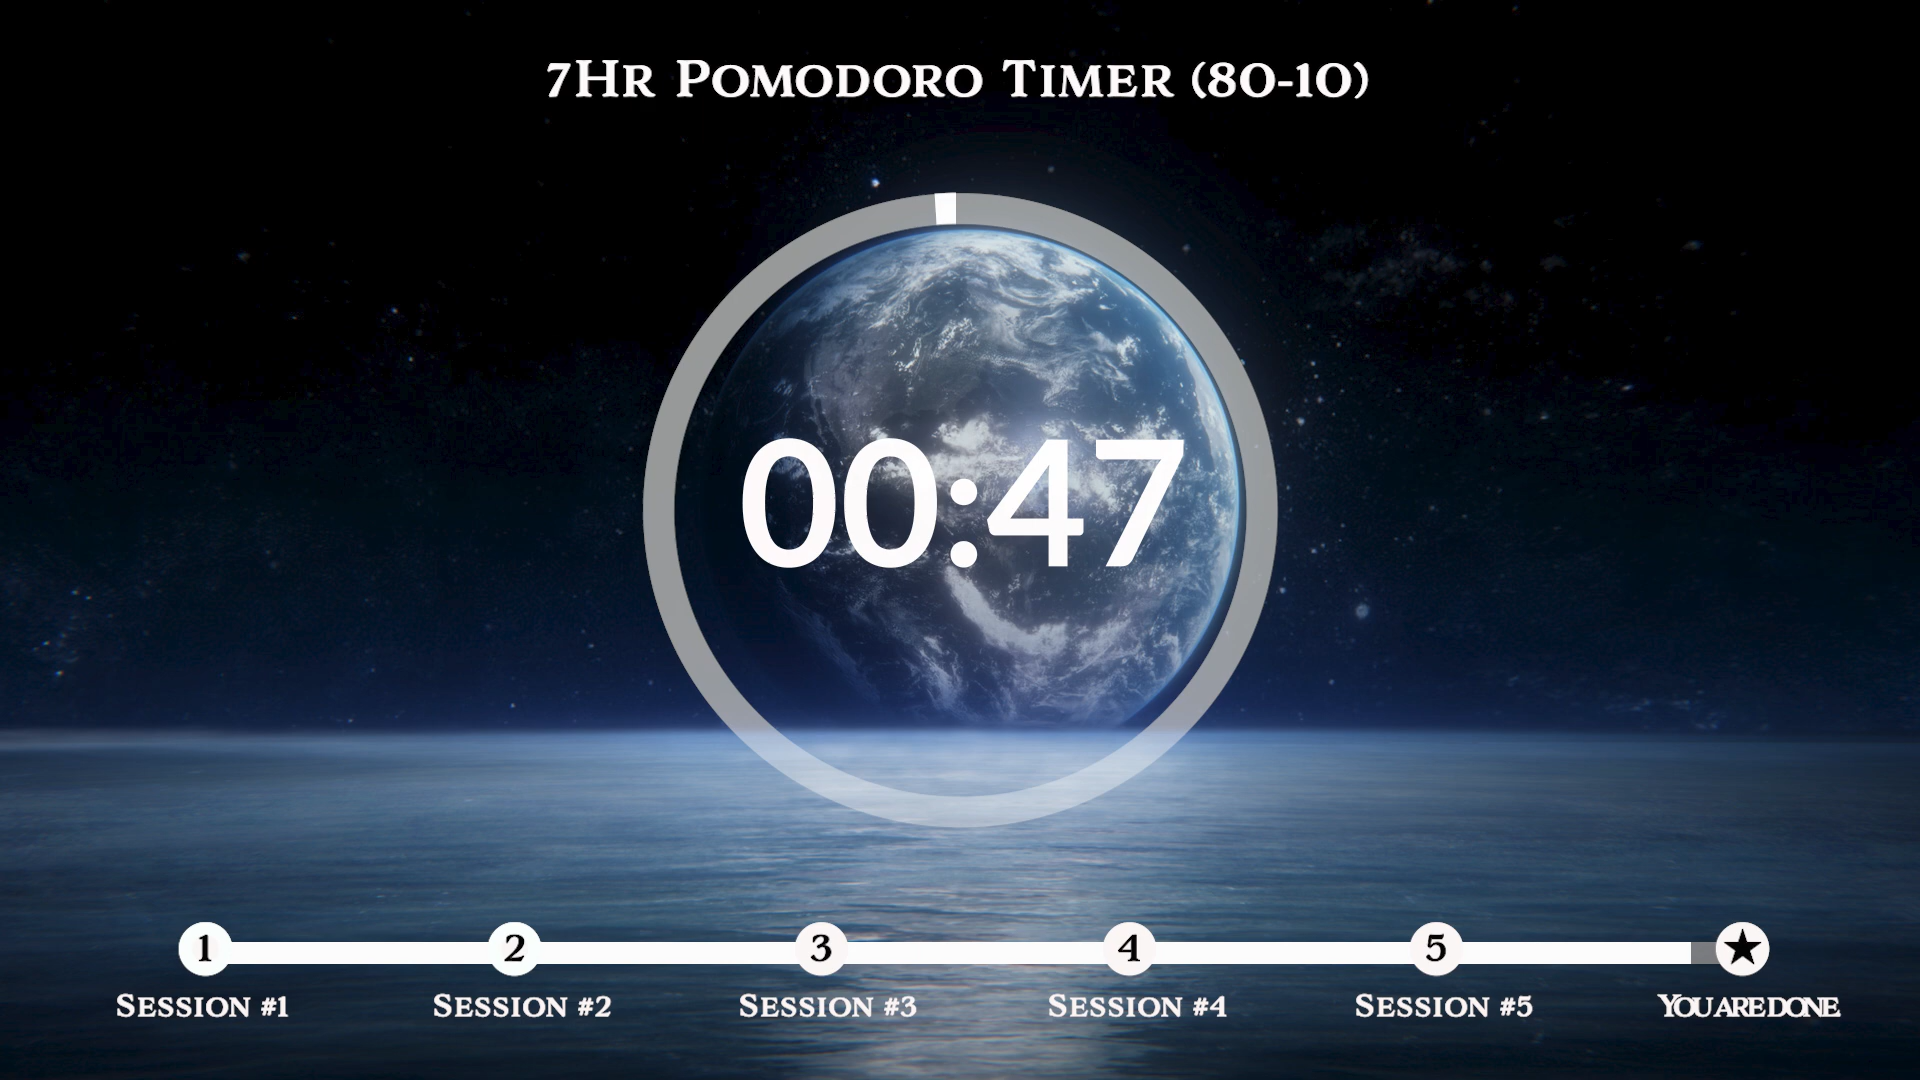 7Hr Pomodoro Timer (80-10)
00:47
1 2 3 4 5
Session #1 Session #2 Session #3 Session #4 Session #5 You are done